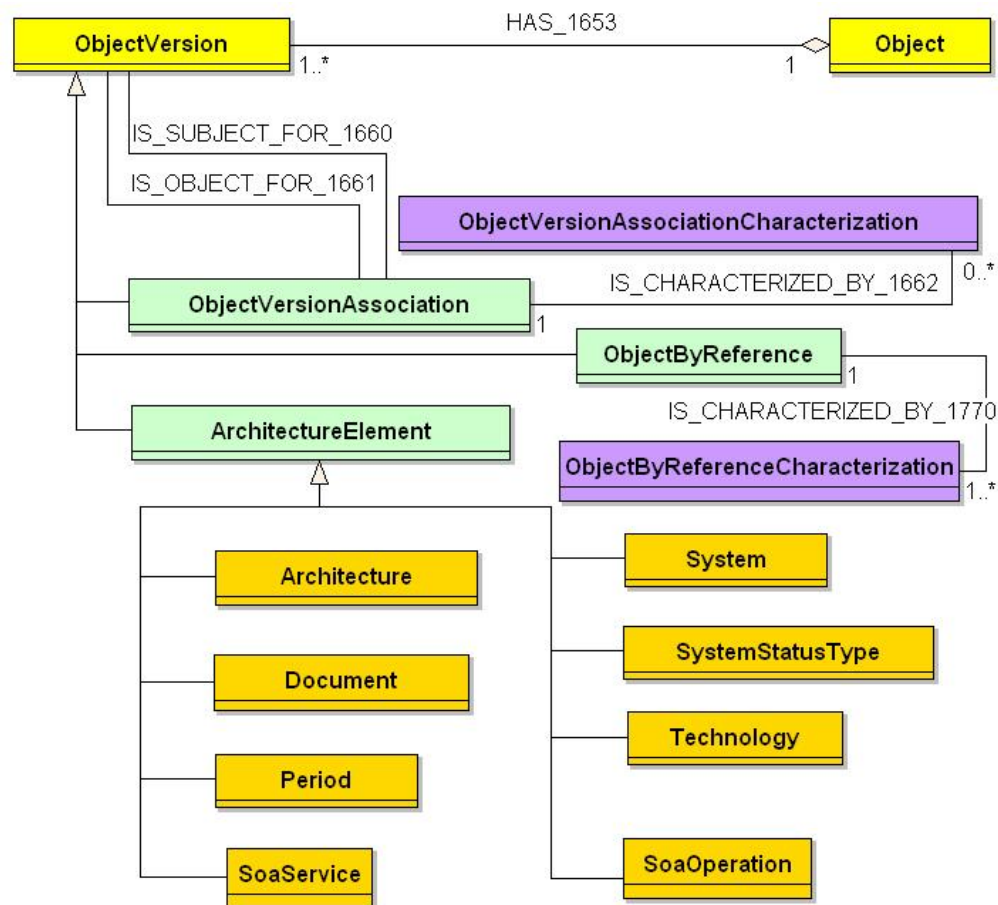 HAS_1653
ObjectVersion
Object
1..*
1
IS_SUBJECT_FOR_1660
IS_OBJECT_FOR_1661
ObjectVersionAssociationCharacterization
0..*
IS_CHARACTERIZED_BY_1662
ObjectVersionAssociation
1
ObjectByReference
1
IS_CHARACTERIZED_BY_1770
ArchitectureElement
ObjectByReferenceCharacterization
1..*
System
Architecture
SystemStatusType
Document
Technology
Period
SoaOperation
SoaService